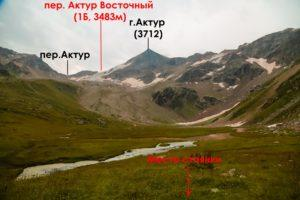 пер. Актур Восточный
(1Б, 3483м)
г.Актур
(3712)
пер.Актур
Место стоянки